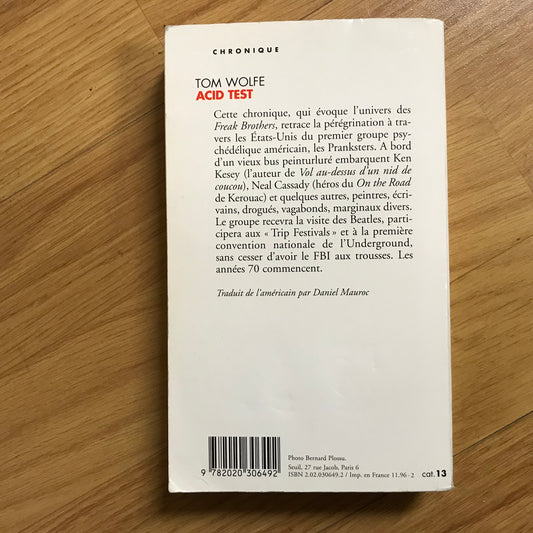 CHRONIQUE
TOM WOLFE
ACID TEST
Cette chronique, qui évoque l'univers des
Freak Brothers, retrace la pérégrination à tra-
vers les États-Unis du premier groupe psy-
chédélique américain, les Pranksters. A bord
d'un vieux bus peinturluré embarquent Ken
Kesey (l'auteur de Vol au-dessus d'un nid de
coucou), Neal Cassady (héros du On the Road
de Kerouac) et quelques autres, peintres, écri-
vains, drogués, vagabonds, marginaux divers.
Le groupe recevra la visite des Beatles, parti-
cipera aux « Trip Festivals » et à la première
convention nationale de l'Underground,
sans cesser d'avoir le FBI aux trousses. Les
années 70 commencent.
Traduit de l'américain par Daniel Mauroc
Photo Bernard Plossu.
Seuil, 27 rue Jacob, Paris 6
ISBN 2.02.030649.2 / Imp. en France 11.96-2
cat. 13
9 782020 306492